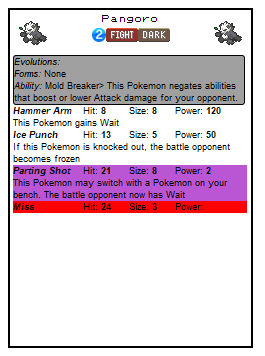 Pangoro
2 FIGHT DARK
Evolutions:
Forms: None
Ability: Mold Breaker> This Pokemon negates abilities
that boost or lower Attack damage for your opponent.
Hammer Arm Hit: 8 Size: 8 Power: 120
This Pokemon gains Wait
Ice Punch Hit: 13 Size: 5 Power: 50
If this Pokemon is knocked out, the battle opponent
becomes frozen
Parting Shot Hit: 21 Size: 8 Power: 2
This Pokemon may switch with a Pokemon on your
bench. The battle opponent now has Wait
Miss Hit: 24 Size: 3 Power: